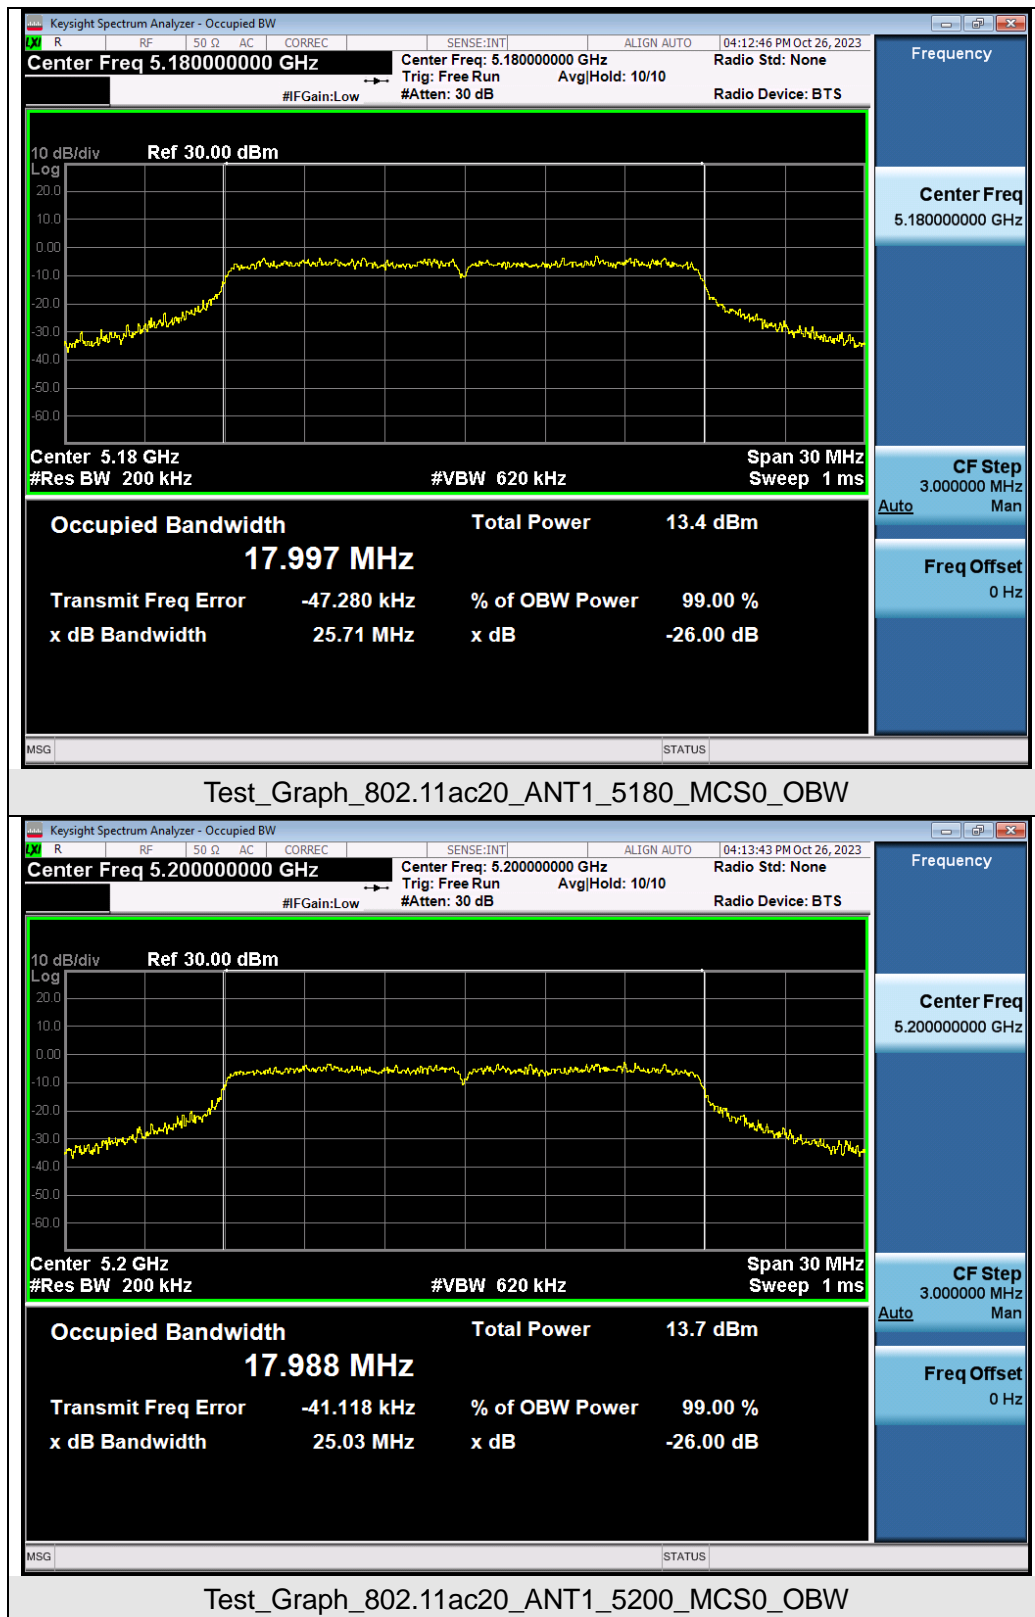 Keysight Spectrum Analyzer - Occupied BW
LXI R RF 50 Ω AC CORREC SENSE:INT ALIGN AUTO 04:12:46 PM Oct 26, 2023
Center Freq 5.180000000 GHz
Center Freq: 5.180000000 GHz Radio Std: None
Trig: Free Run Avg|Hold: 10/10
#IFGain:Low #Atten: 30 dB Radio Device: BTS
Frequency
10 dB/div Ref 30.00 dBm
Log
20.0
10.0
0.00
-10.0
-20.0
-30.0
-40.0
-50.0
-60.0
Center 5.18 GHz Span 30 MHz
#Res BW 200 kHz #VBW 620 kHz Sweep 1 ms
Center Freq
5.180000000 GHz
CF Step
3.000000 MHz
Auto Man
Freq Offset
0 Hz
Occupied Bandwidth Total Power 13.4 dBm
17.997 MHz
Transmit Freq Error -47.280 kHz % of OBW Power 99.00 %
x dB Bandwidth 25.71 MHz x dB -26.00 dB
MSG STATUS
Test_Graph_802.11ac20_ANT1_5180_MCS0_OBW
Keysight Spectrum Analyzer - Occupied BW
LXI R RF 50 Ω AC CORREC SENSE:INT ALIGN AUTO 04:13:43 PM Oct 26, 2023
Center Freq 5.200000000 GHz
Center Freq: 5.200000000 GHz Radio Std: None
Trig: Free Run Avg|Hold: 10/10
#IFGain:Low #Atten: 30 dB Radio Device: BTS
Frequency
10 dB/div Ref 30.00 dBm
Log
20.0
10.0
0.00
-10.0
-20.0
-30.0
-40.0
-50.0
-60.0
Center 5.2 GHz Span 30 MHz
#Res BW 200 kHz #VBW 620 kHz Sweep 1 ms
Center Freq
5.200000000 GHz
CF Step
3.000000 MHz
Auto Man
Freq Offset
0 Hz
Occupied Bandwidth Total Power 13.7 dBm
17.988 MHz
Transmit Freq Error -41.118 kHz % of OBW Power 99.00 %
x dB Bandwidth 25.03 MHz x dB -26.00 dB
MSG STATUS
Test_Graph_802.11ac20_ANT1_5200_MCS0_OBW